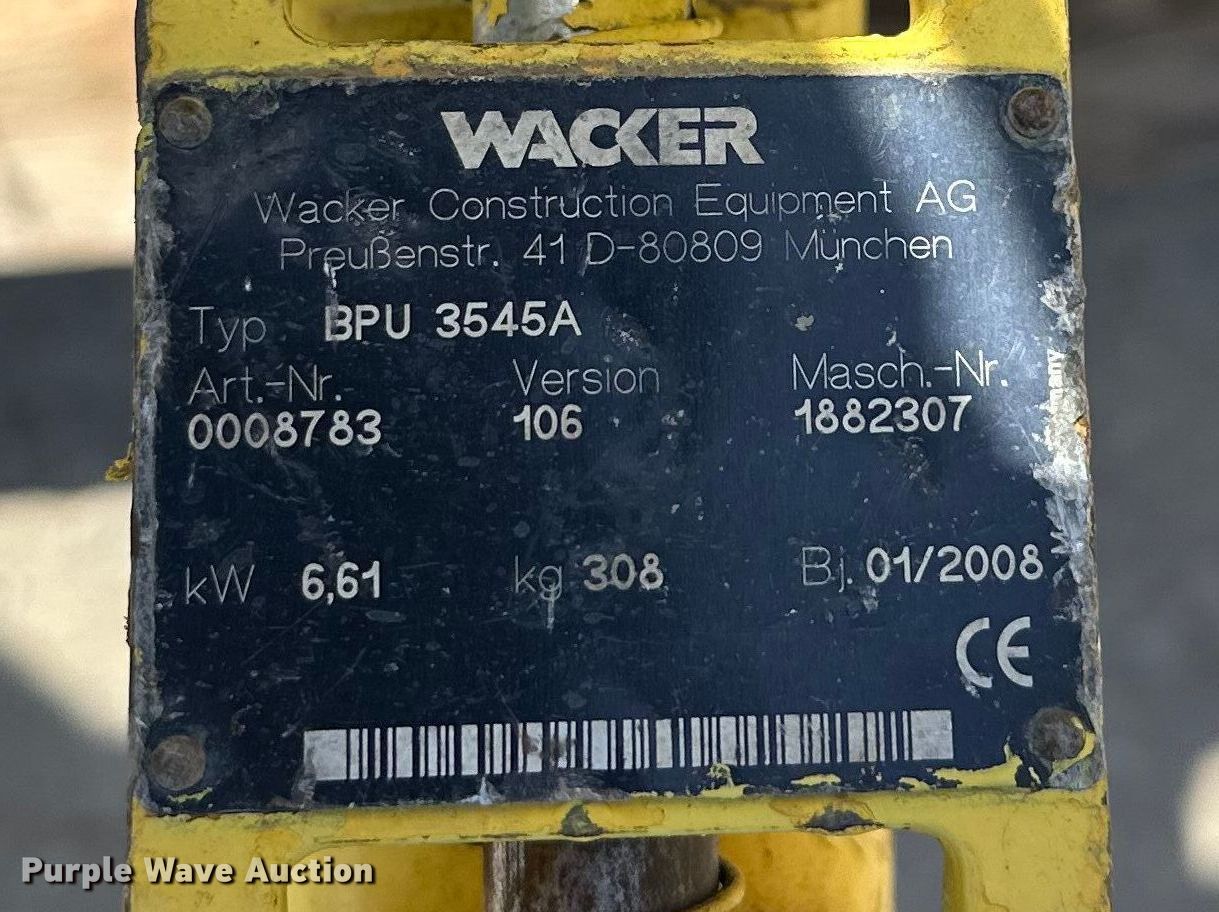 WACKER
Wacker Construction Equipment AG
Preußenstr. 41 D-80809 München
Typ BPU 3545A
Art.-Nr. Version Masch.-Nr.
0008783 106 1882307
kW 6,61 kg 308 Bj. 01/2008
CE
Purple Wave Auction